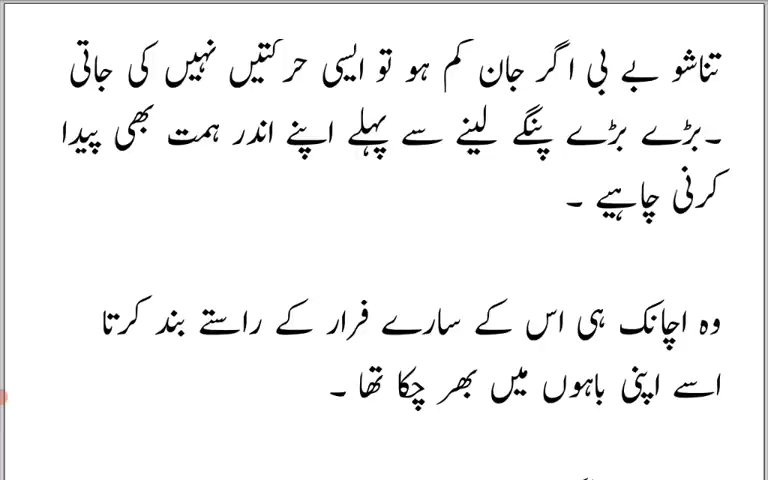 تناشو بے بی اگر جان کم ہو تو ایسی حرکتیں نہیں کی جاتی
۔بڑے بڑے پنگے لینے سے پہلے اپنے اندر ہمت بھی پیدا
کرنی چاہیے ۔
وہ اچانک ہی اس کے سارے فرار کے راستے بند کرتا
اسے اپنی باہوں میں بھر چکا تھا ۔